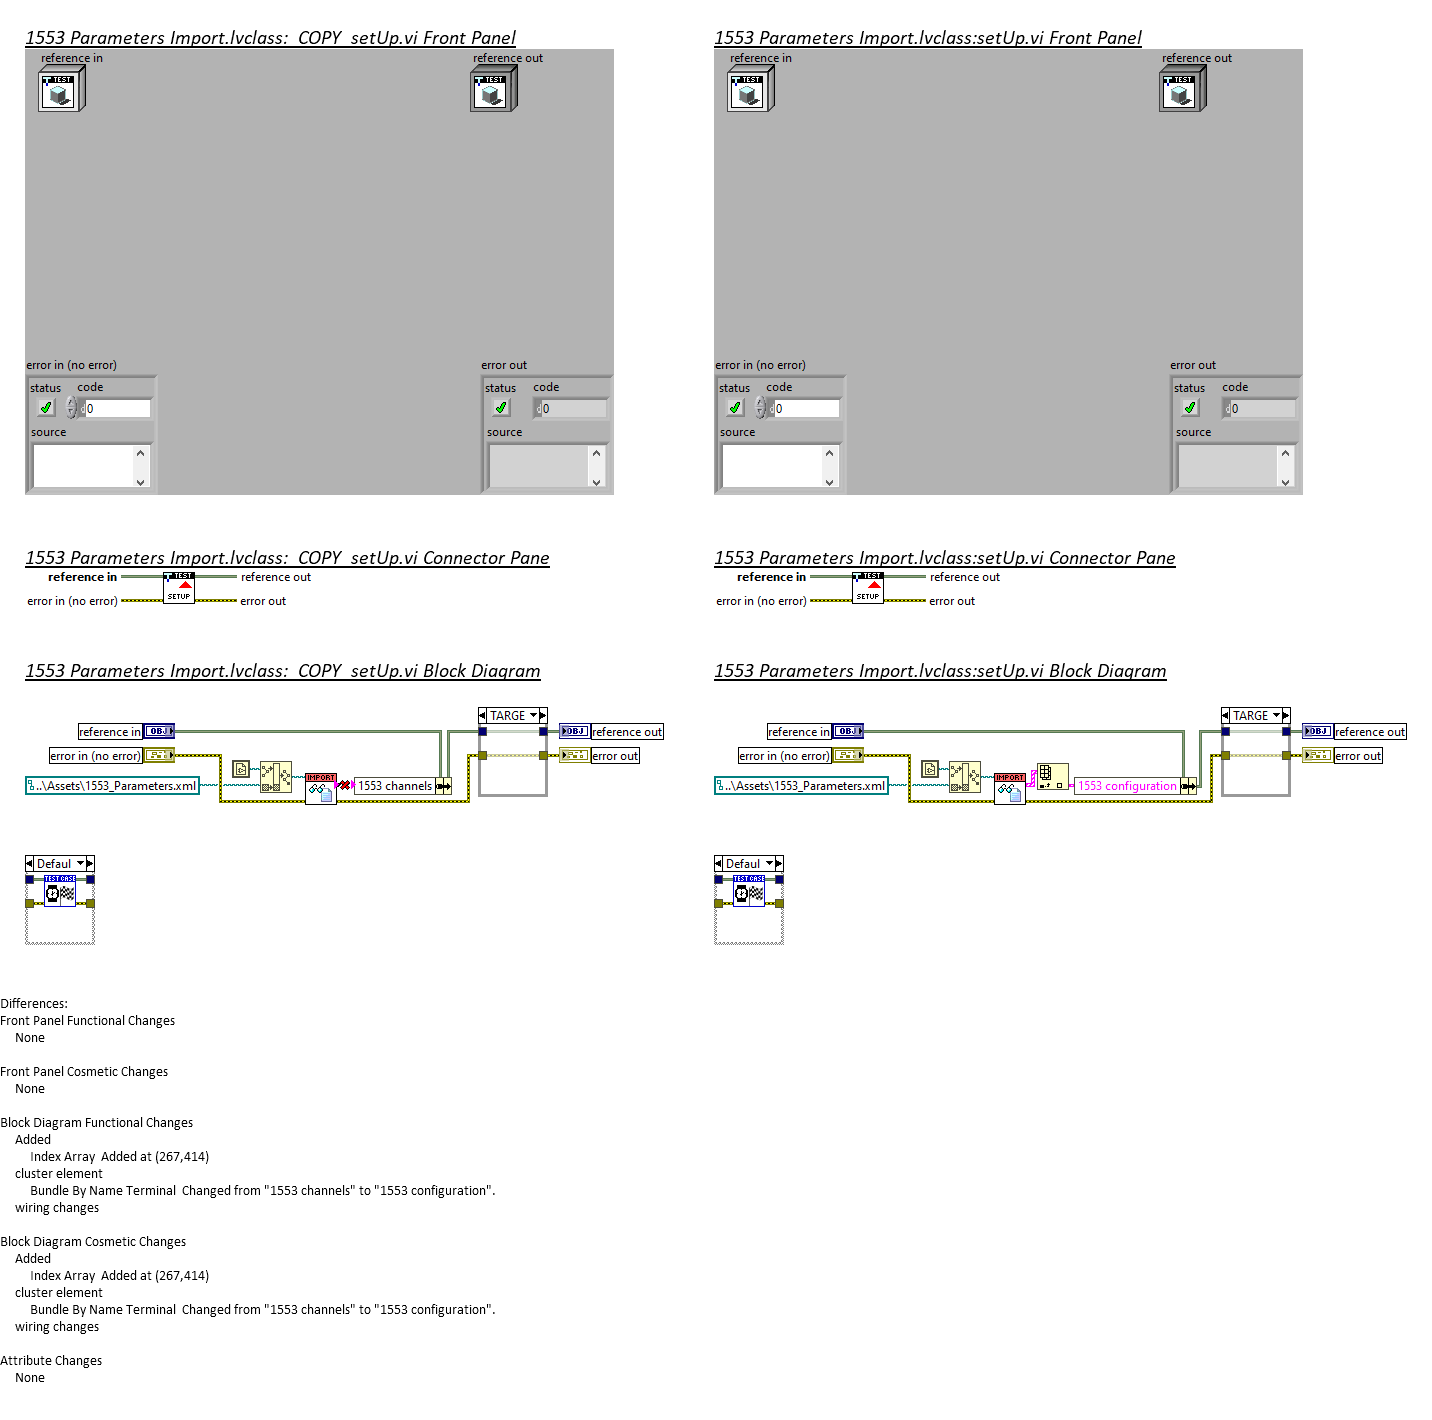 1553 Parameters Import.lvclass:_COPY_setUp.vi Front Panel
reference in
reference out
TEST
TEST
error in (no error)
status
code
d0
source
error out
status
code
d0
source
1553 Parameters Import.lvclass:setUp.vi Front Panel
reference in
reference out
TEST
TEST
error in (no error)
status
code
d0
source
error out
status
code
d0
source
1553 Parameters Import.lvclass:_COPY_setUp.vi Connector Pane
reference in
reference out
TEST
SETUP
error in (no error)
error out
1553 Parameters Import.lvclass:setUp.vi Connector Pane
reference in
reference out
TEST
SETUP
error in (no error)
error out
1553 Parameters Import.lvclass:_COPY_setUp.vi Block Diagram
TARGE
reference in
OBJ
OBJ
reference out
error in (no error)
error out
..\Assets\1553_Parameters.xml
IMPORT
1553 channels
Defaul
TEST CASE
1553 Parameters Import.lvclass:setUp.vi Block Diagram
TARGE
reference in
OBJ
OBJ
reference out
error in (no error)
error out
..\Assets\1553_Parameters.xml
IMPORT
1553 configuration
Defaul
TEST CASE
Differences:
Front Panel Functional Changes
None
Front Panel Cosmetic Changes
None
Block Diagram Functional Changes
Added
Index Array  Added at (267,414)
cluster element
Bundle By Name Terminal  Changed from "1553 channels" to "1553 configuration".
wiring changes
Block Diagram Cosmetic Changes
Added
Index Array  Added at (267,414)
cluster element
Bundle By Name Terminal  Changed from "1553 channels" to "1553 configuration".
wiring changes
Attribute Changes
None